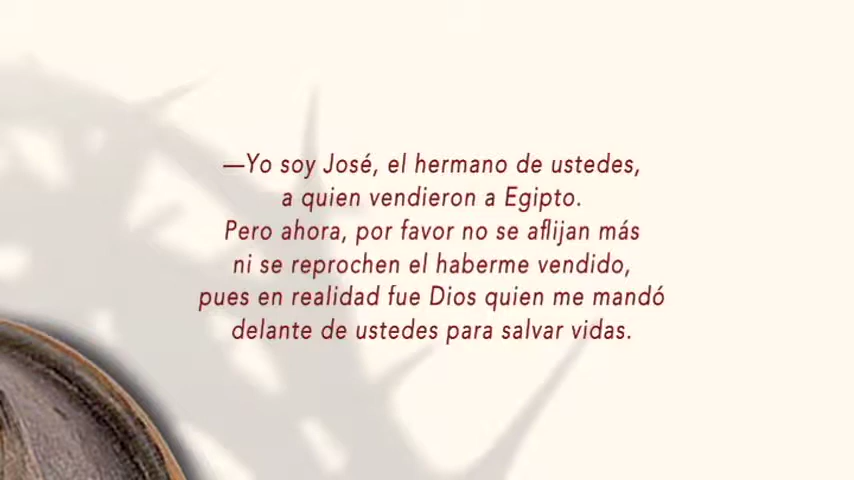 —Yo soy José, el hermano de ustedes,
a quien vendieron a Egipto.
Pero ahora, por favor no se aflijan más
ni se reprochen el haberme vendido,
pues en realidad fue Dios quien me mandó
delante de ustedes para salvar vidas.